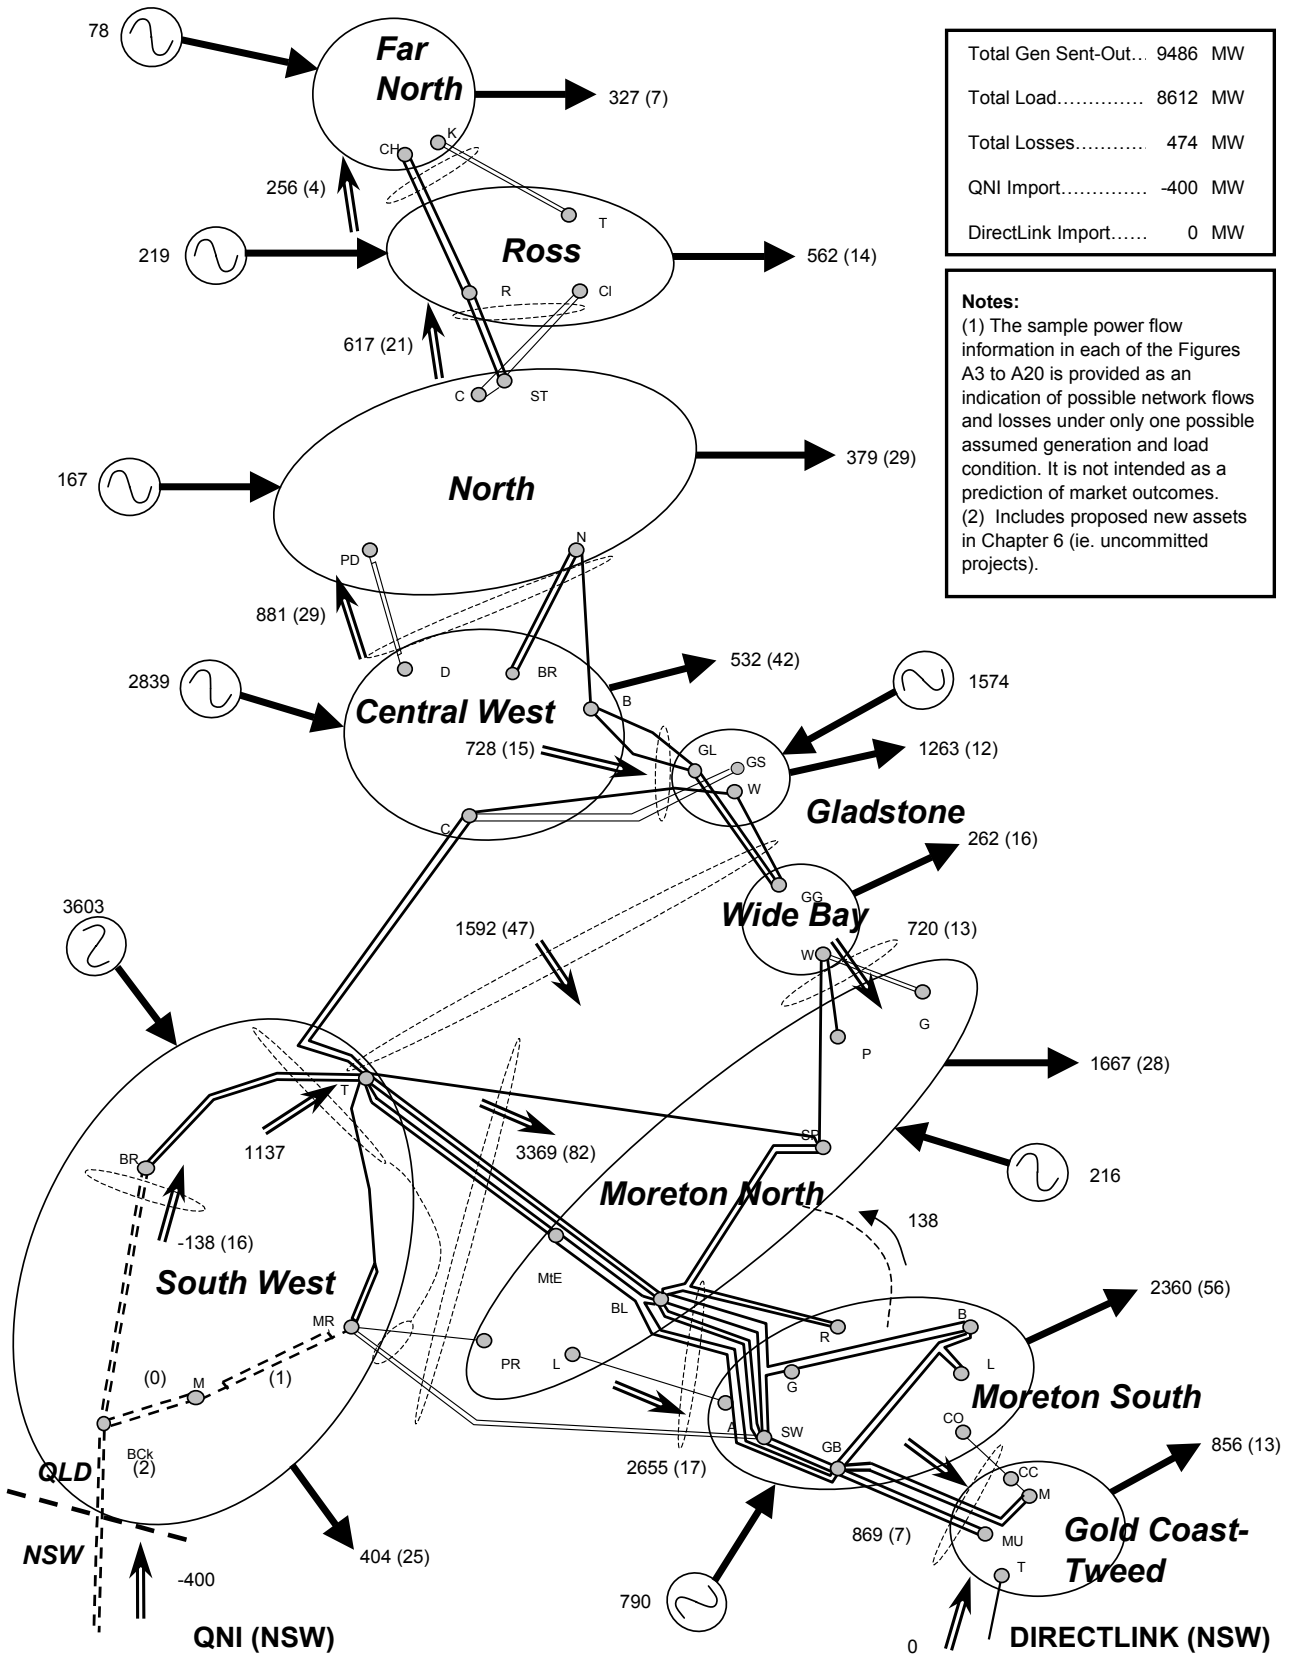 78
Far
North
327 (7)
K
CH
256 (4)
T
219
Ross
562 (14)
R
CI
617 (21)
C
ST
Total Gen Sent-Out... 9486 MW
Total Load.............. 8612 MW
Total Losses............ 474 MW
QNI Import............... -400 MW
DirectLink Import...... 0 MW
Notes:
(1) The sample power flow
information in each of the Figures
A3 to A20 is provided as an
indication of possible network flows
and losses under only one possible
assumed generation and load
condition. It is not intended as a
prediction of market outcomes.
(2) Includes proposed new assets
in Chapter 6 (ie. uncommitted
projects).
167
North
379 (29)
N
PD
881 (29)
2839
D
BR
532 (42)
B
1574
Central West
728 (15)
GL
GS
W
1263 (12)
Gladstone
C
262 (16)
GG
Wide Bay
3603
1592 (47)
W
720 (13)
G
P
1667 (28)
T
1137
3369 (82)
SP
BR
216
Moreton North
138
-138 (16)
South West
MtE
BL
2360 (56)
MR
B
R
PR
L
L
(0)
M
(1)
G
Moreton South
A
SW
CO
BCk
(2)
QLD
GB
2655 (17)
CC
M
856 (13)
869 (7)
MU
Gold Coast-
Tweed
NSW
404 (25)
T
-400
790
QNI (NSW)
0
DIRECTLINK (NSW)